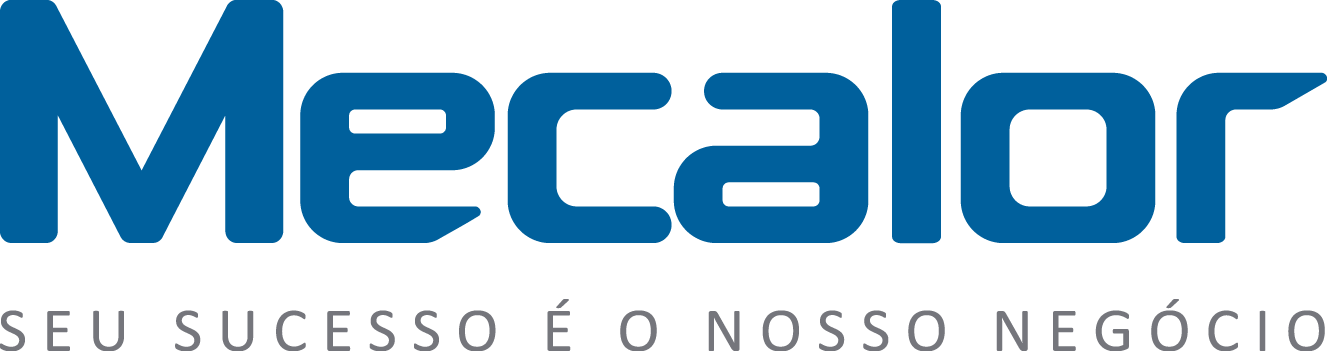 Mecalor
SEU SUCESSO É O NOSSO NEGÓCIO